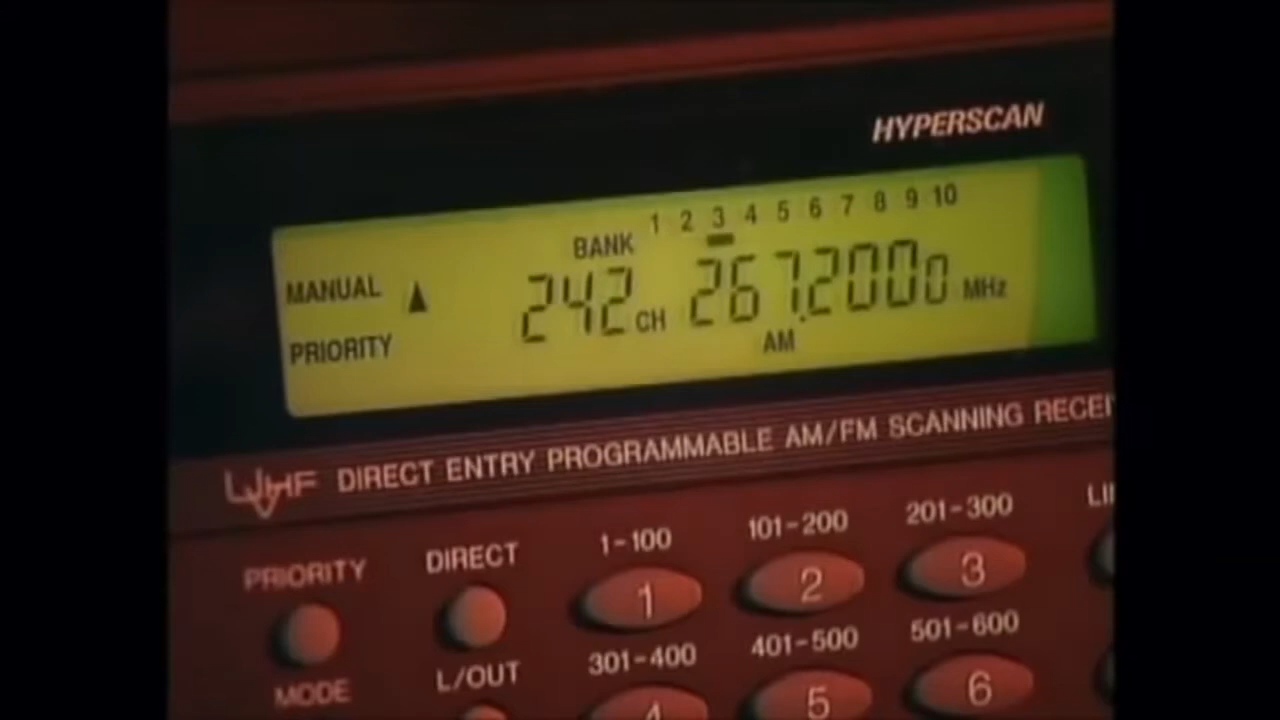 HYPERSCAN
1 2 3 4 5 6 7 8 9 10
BANK
MANUAL ▲ 242 CH 267.2000 MHz
PRIORITY AM
UVHF DIRECT ENTRY PROGRAMMABLE AM/FM SCANNING RECEI
PRIORITY DIRECT 1-100 101-200 201-300
1 2 3
MODE L/OUT 301-400 401-500 501-600
4 5 6